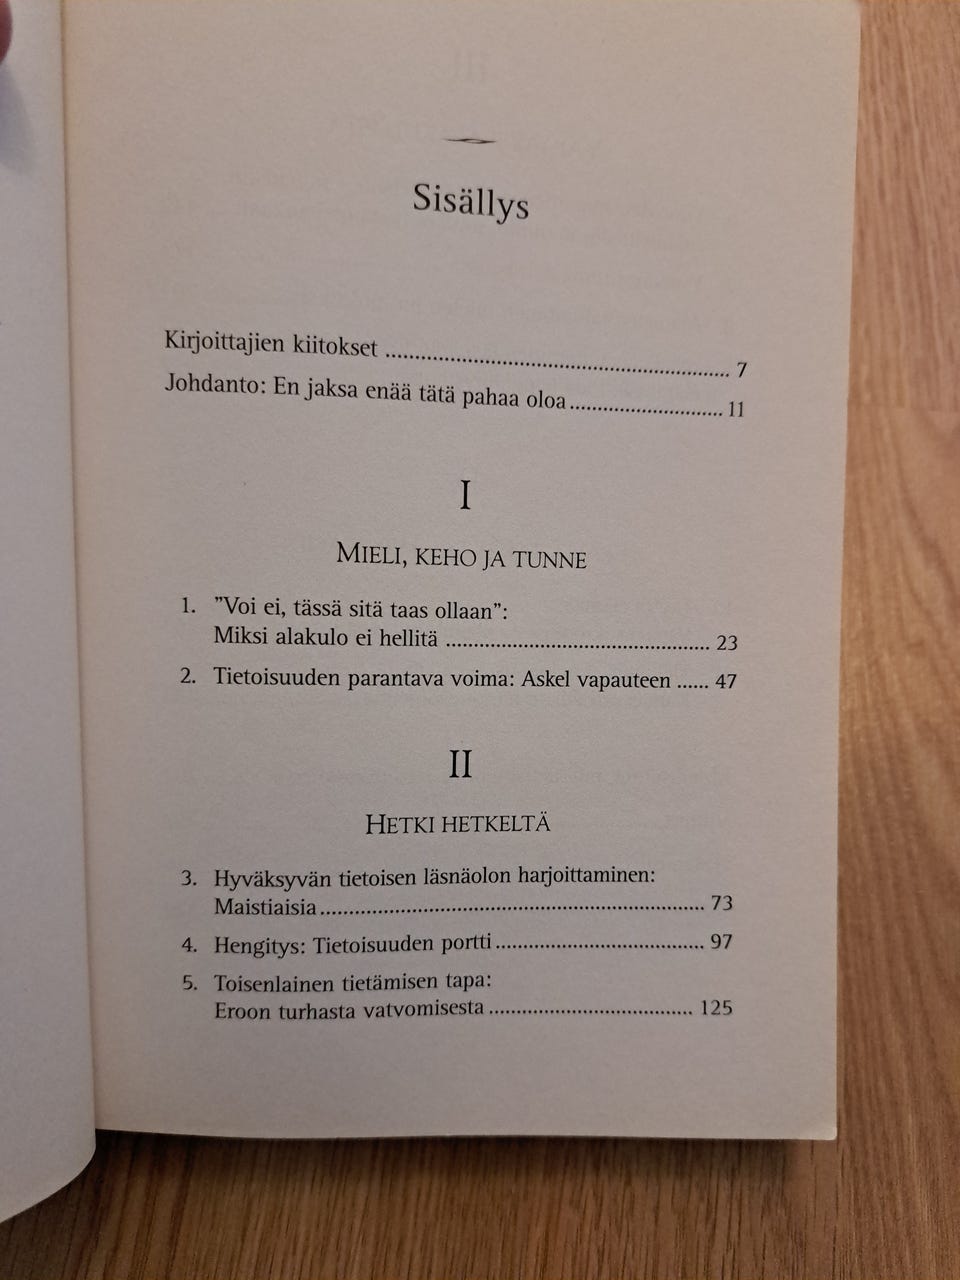 Sisällys
Kirjoittajien kiitokset ........ 7
Johdanto: En jaksa enää tätä pahaa oloa ........ 11
I
MIELI, KEHO JA TUNNE
1. ”Voi ei, tässä sitä taas ollaan”:
Miksi alakulo ei hellitä ........ 23
2. Tietoisuuden parantava voima: Askel vapauteen ...... 47
II
HETKI HETKELTÄ
3. Hyväksyvän tietoisen läsnäolon harjoittaminen:
Maistiaisia ........ 73
4. Hengitys: Tietoisuuden portti ........ 97
5. Toisenlainen tietämisen tapa:
Eroon turhasta vatvomisesta ........ 125